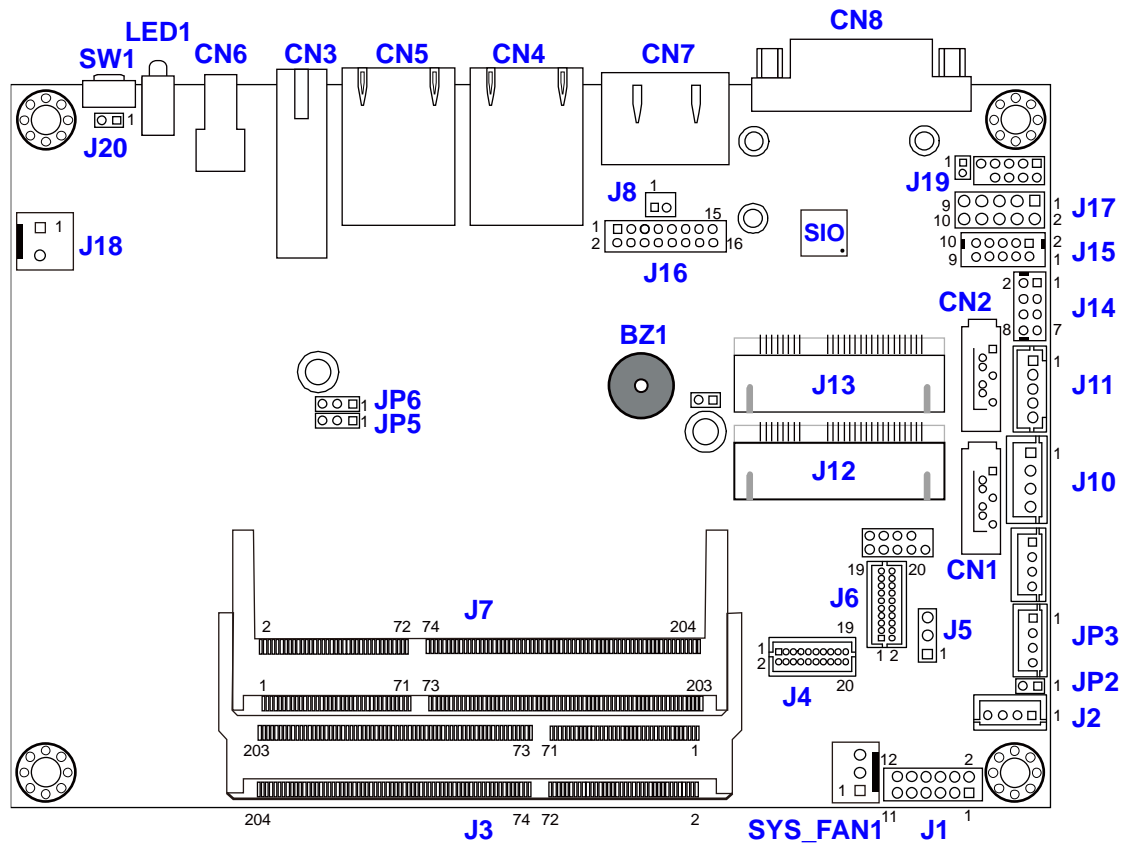 CN8
LED1
SW1
CN6
CN3
CN5
CN4
CN7
1
J20
J19
1
J8
1
1
2
15
16
J16
SIO
9
10
1
2
J17
10
9
2
1
J15
1
J18
2
1
8
7
J14
CN2
BZ1
J13
1
J11
JP6
1
JP5
1
J12
1
J10
CN1
19
20
J6
1 2
J5
1
J7
2
72
74
204
1
JP3
19
1
2
20
J4
1
71
73
203
1
JP2
1
J2
203
73
71
1
12
2
1
204
74
72
2
J3
SYS_FAN1
11
J1
1